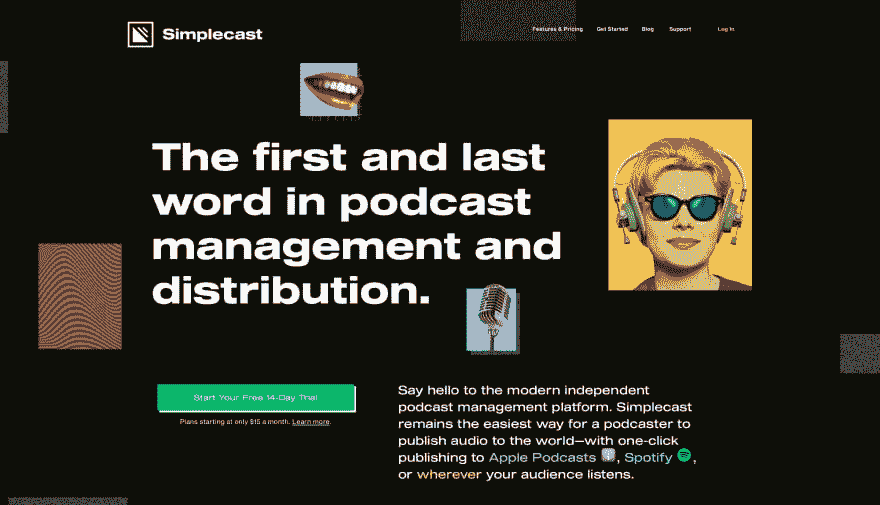 Simplecast
Features & Pricing Get Started Blog Support Log In
The first and last
word in podcast
management and
distribution.
Start Your Free 14-Day Trial
Plans starting at only $15 a month. Learn more.
Say hello to the modern independent
podcast management platform. Simplecast
remains the easiest way for a podcaster to
publish audio to the world—with one-click
publishing to Apple Podcasts , Spotify ,
or wherever your audience listens.